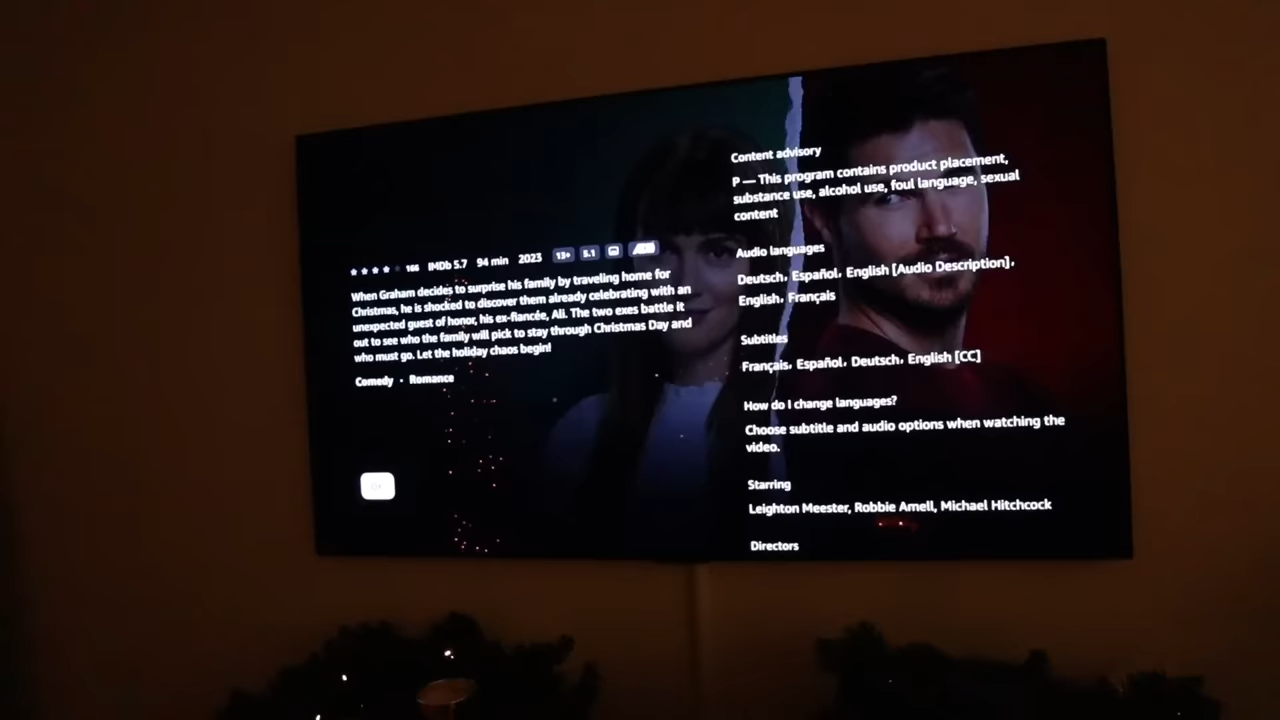 ★★★★★ 166 IMDb 5.7 94 min 2023 13+ 5.1
When Graham decides to surprise his family by traveling home for
Christmas, he is shocked to discover them already celebrating with an
unexpected guest of honor, his ex-fiancée, Ali. The two exes battle it
out to see who the family will pick to stay through Christmas Day and
who must go. Let the holiday chaos begin!
Comedy · Romance
Content advisory
P — This program contains product placement,
substance use, alcohol use, foul language, sexual
content
Audio languages
Deutsch, Español, English [Audio Description],
English, Français
Subtitles
Français, Español, Deutsch, English [CC]
How do I change languages?
Choose subtitle and audio options when watching the
video.
Starring
Leighton Meester, Robbie Amell, Michael Hitchcock
Directors